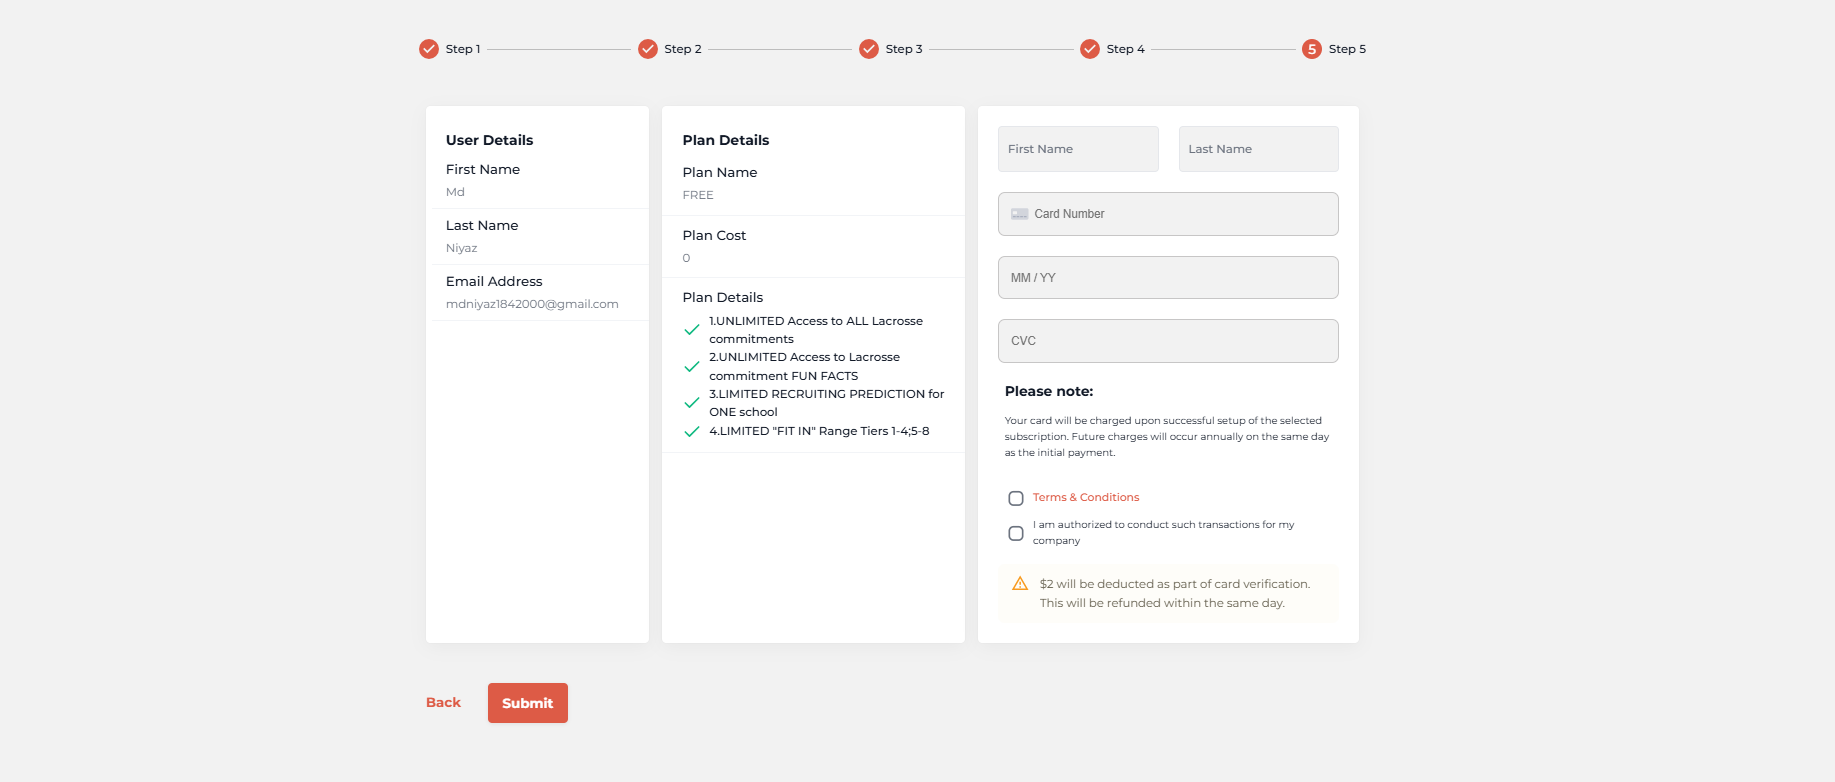 Step 1
Step 2
Step 3
Step 4
5 Step 5
User Details
First Name
Md
Last Name
Niyaz
Email Address
mdniyaz1842000@gmail.com
Plan Details
Plan Name
FREE
Plan Cost
0
Plan Details
1.UNLIMITED Access to ALL Lacrosse
commitments
2.UNLIMITED Access to Lacrosse
commitment FUN FACTS
3.LIMITED RECRUITING PREDICTION for
ONE school
4.LIMITED "FIT IN" Range Tiers 1-4;5-8
First Name
Last Name
Card Number
MM / YY
CVC
Please note:
Your card will be charged upon successful setup of the selected
subscription. Future charges will occur annually on the same day
as the initial payment.
Terms & Conditions
I am authorized to conduct such transactions for my
company
$2 will be deducted as part of card verification.
This will be refunded within the same day.
Back
Submit